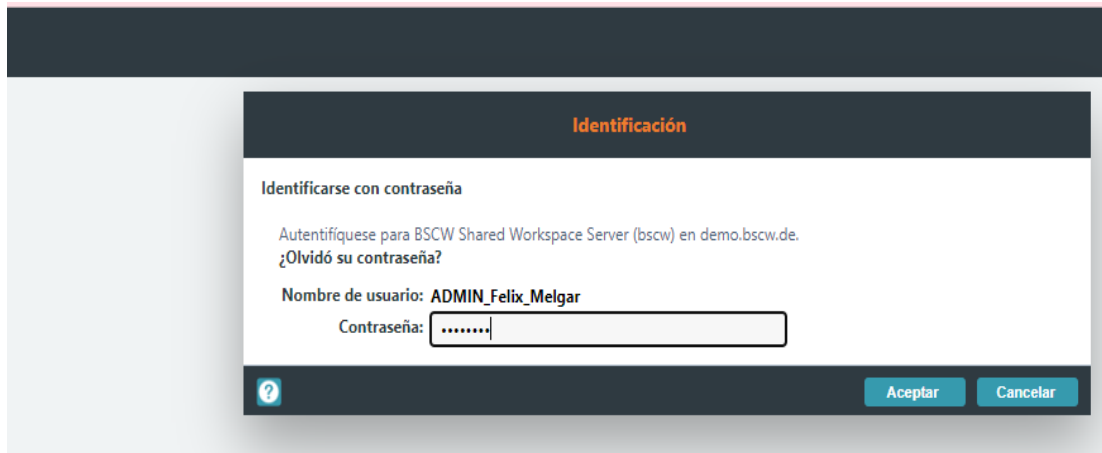 Identificación
Identificarse con contraseña
Autentifíquese para BSCW Shared Workspace Server (bscw) en demo.bscw.de.
¿Olvidó su contraseña?
Nombre de usuario: ADMIN_Felix_Melgar
Contraseña: ••••••••
? Aceptar Cancelar